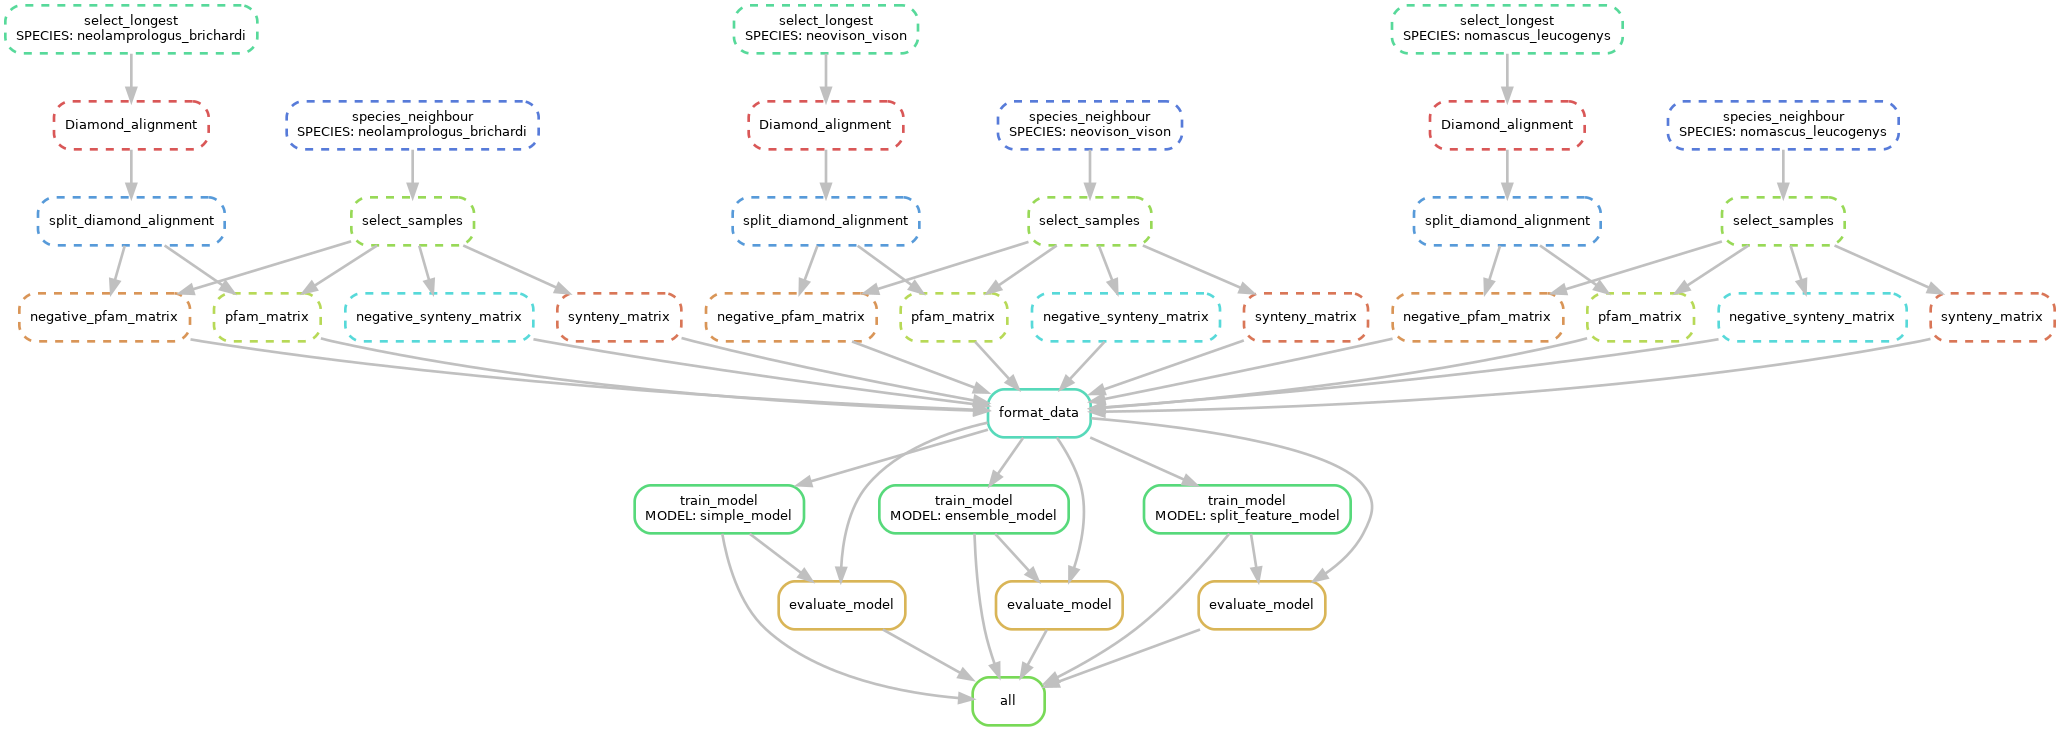 select_longest
SPECIES: neolamprologus_brichardi
select_longest
SPECIES: neovison_vison
select_longest
SPECIES: nomascus_leucogenys
Diamond_alignment
species_neighbour
SPECIES: neolamprologus_brichardi
Diamond_alignment
species_neighbour
SPECIES: neovison_vison
Diamond_alignment
species_neighbour
SPECIES: nomascus_leucogenys
split_diamond_alignment
select_samples
split_diamond_alignment
select_samples
split_diamond_alignment
select_samples
negative_pfam_matrix
pfam_matrix
negative_synteny_matrix
synteny_matrix
negative_pfam_matrix
pfam_matrix
negative_synteny_matrix
synteny_matrix
negative_pfam_matrix
pfam_matrix
negative_synteny_matrix
synteny_matrix
format_data
train_model
MODEL: simple_model
train_model
MODEL: ensemble_model
train_model
MODEL: split_feature_model
evaluate_model
evaluate_model
evaluate_model
all